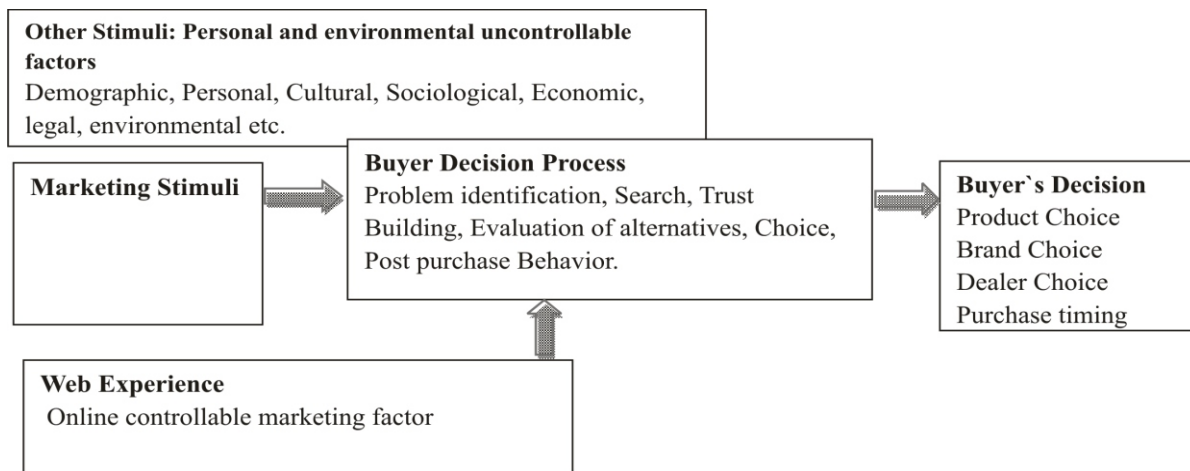 Other Stimuli: Personal and environmental uncontrollable
factors
Demographic, Personal, Cultural, Sociological, Economic,
legal, environmental etc.
Marketing Stimuli
Buyer Decision Process
Problem identification, Search, Trust
Building, Evaluation of alternatives, Choice,
Post purchase Behavior.
Buyer`s Decision
Product Choice
Brand Choice
Dealer Choice
Purchase timing
Web Experience
Online controllable marketing factor